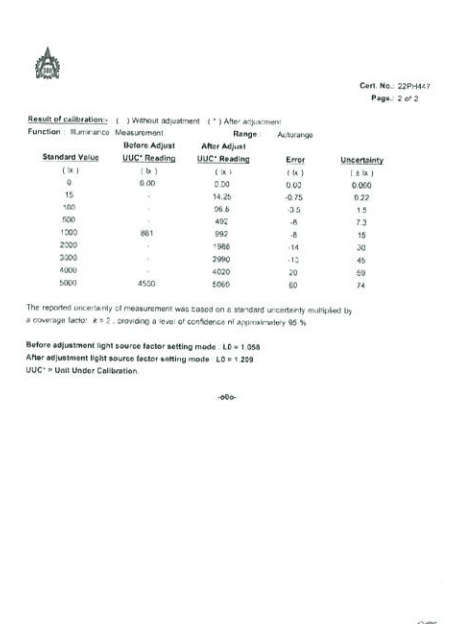 Cert. No.: 22PH447
Page.: 2 of 2
Result of calibration:- ( ) Without adjustment ( * ) After adjustment
Function : Illuminance Measurement Range : Autorange
Before Adjust After Adjust
Standard Value UUC* Reading UUC* Reading Error Uncertainty
( lx ) ( lx ) ( lx ) ( lx ) ( ± lx )
0 0.00 0.00 0.00 0.060
15 - 14.25 -0.75 0.22
100 - 96.5 -3.5 1.5
500 - 492 -8 7.3
1000 881 992 -8 15
2000 - 1986 -14 30
3000 - 2990 -10 45
4000 - 4020 20 59
5000 4550 5060 60 74
The reported uncertainty of measurement was based on a standard uncertainty multiplied by
a coverage factor k = 2 , providing a level of confidence of approximately 95 %
Before adjustment light source factor setting mode : L0 = 1.058
After adjustment light source factor setting mode : L0 = 1.209
UUC* = Unit Under Calibration
-o0o-